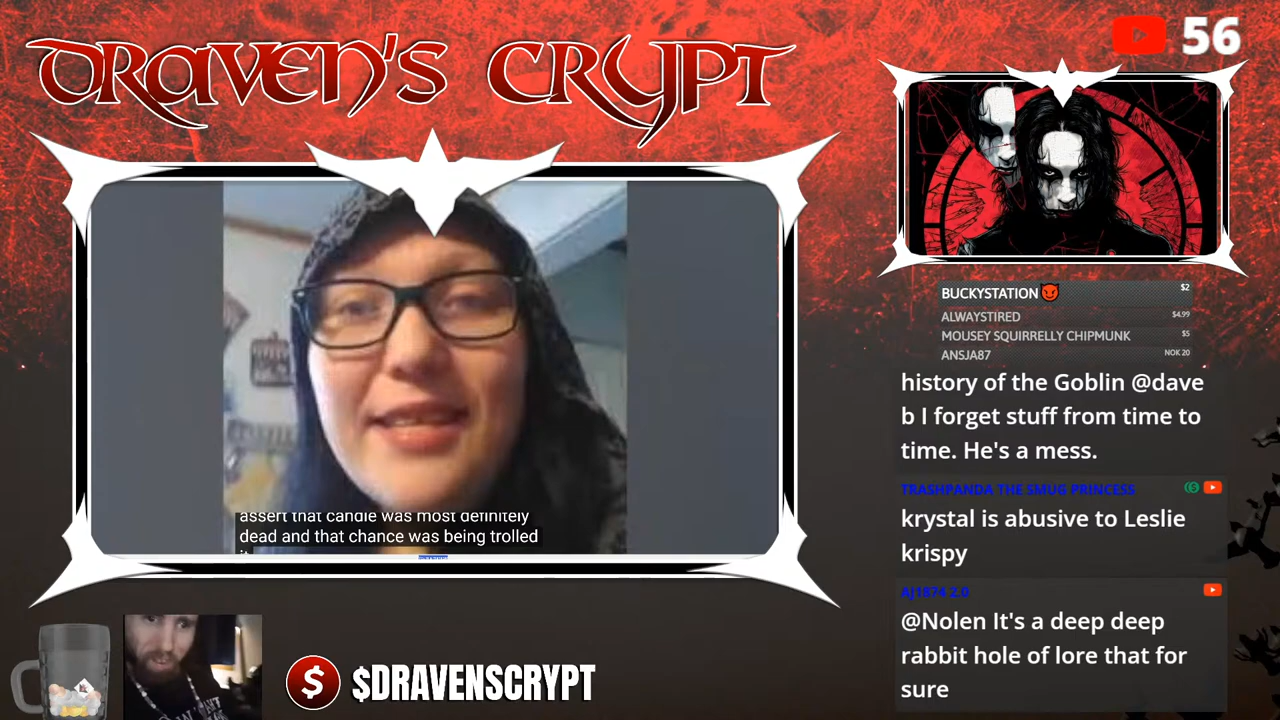 DRAVEN'S CRYPT
56
assert that candle was most definitely
dead and that chance was being trolled
BUCKYSTATION $2
ALWAYSTIRED $4.99
MOUSEY SQUIRRELLY CHIPMUNK $5
ANSJA87 NOK 20
history of the Goblin @dave
b I forget stuff from time to
time. He's a mess.
TRASHPANDA THE SMUG PRINCESS
krystal is abusive to Leslie
krispy
AJ1874 2.0
@Nolen It's a deep deep
rabbit hole of lore that for
sure
$ $DRAVENSCRYPT